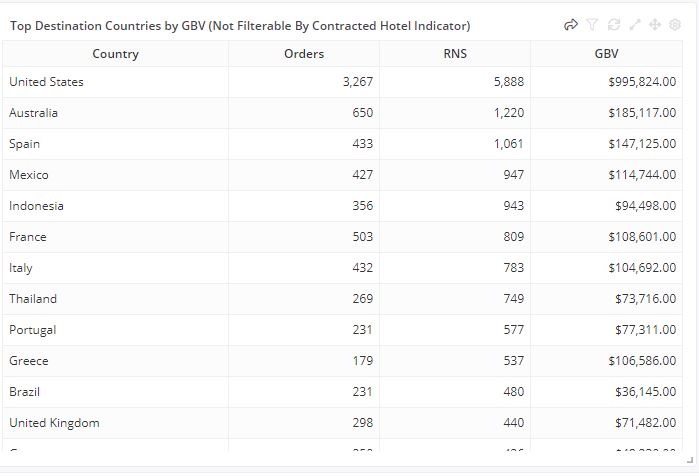 Top Destination Countries by GBV (Not Filterable By Contracted Hotel Indicator)
Country Orders RNS GBV
United States 3,267 5,888 $995,824.00
Australia 650 1,220 $185,117.00
Spain 433 1,061 $147,125.00
Mexico 427 947 $114,744.00
Indonesia 356 943 $94,498.00
France 503 809 $108,601.00
Italy 432 783 $104,692.00
Thailand 269 749 $73,716.00
Portugal 231 577 $77,311.00
Greece 179 537 $106,586.00
Brazil 231 480 $36,145.00
United Kingdom 298 440 $71,482.00